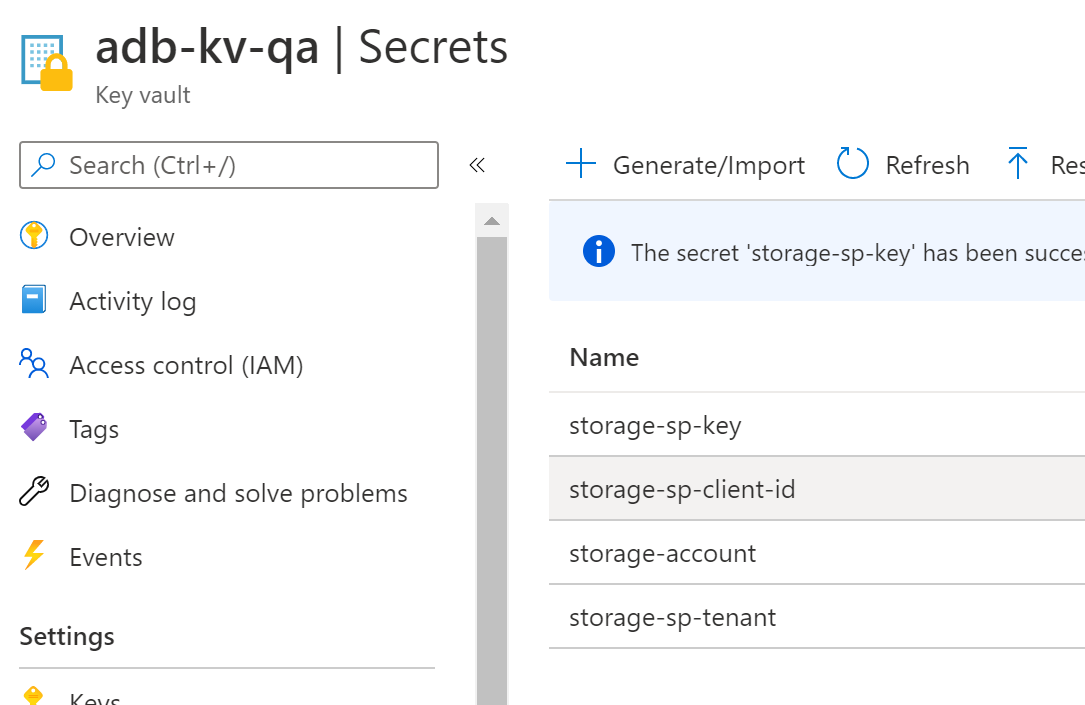 adb-kv-qa | Secrets
Key vault
Search (Ctrl+/)
«
Generate/Import
Refresh
Overview
Activity log
Access control (IAM)
Tags
Diagnose and solve problems
Events
Settings
Keys
The secret 'storage-sp-key' has been
Name
storage-sp-key
storage-sp-client-id
storage-account
storage-sp-tenant